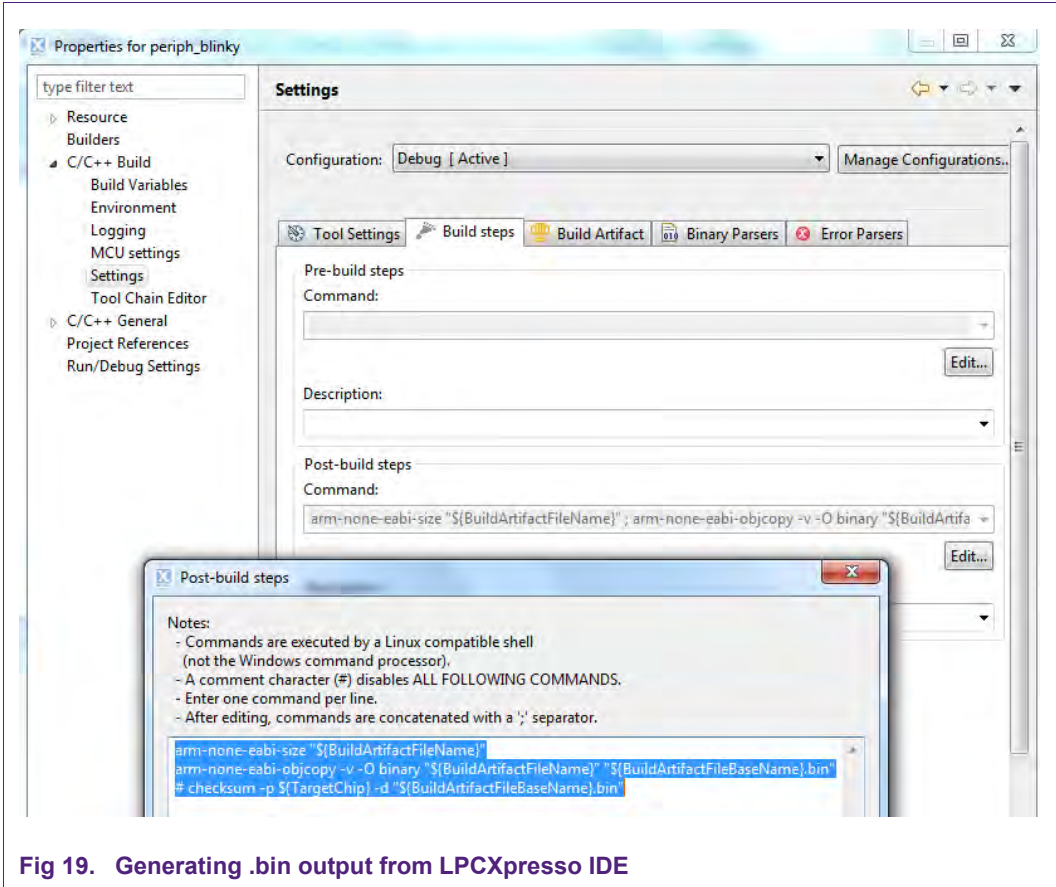 Properties for periph_blinky
type filter text
Settings
Resource
Builders
C/C++ Build
Build Variables
Environment
Logging
MCU settings
Settings
Tool Chain Editor
C/C++ General
Project References
Run/Debug Settings
Configuration:
Debug [ Active ]
Manage Configurations..
Tool Settings
Build steps
Build Artifact
010
Binary Parsers
Error Parsers
Pre-build steps
Command:
Edit...
Description:
Post-build steps
Command:
arm-none-eabi-size "${BuildArtifactFileName}" ; arm-none-eabi-objcopy -v -O binary "${BuildArtifa
Edit...
Post-build steps
Notes:
- Commands are executed by a Linux compatible shell
(not the Windows command processor).
- A comment character (#) disables ALL FOLLOWING COMMANDS.
- Enter one command per line.
- After editing, commands are concatenated with a ';' separator.
arm-none-eabi-size "${BuildArtifactFileName}"
arm-none-eabi-objcopy -v -O binary "${BuildArtifactFileName}" "${BuildArtifactFileBaseName}.bin"
# checksum -p ${TargetChip} -d "${BuildArtifactFileBaseName}.bin"
Fig 19. Generating .bin output from LPCXpresso IDE